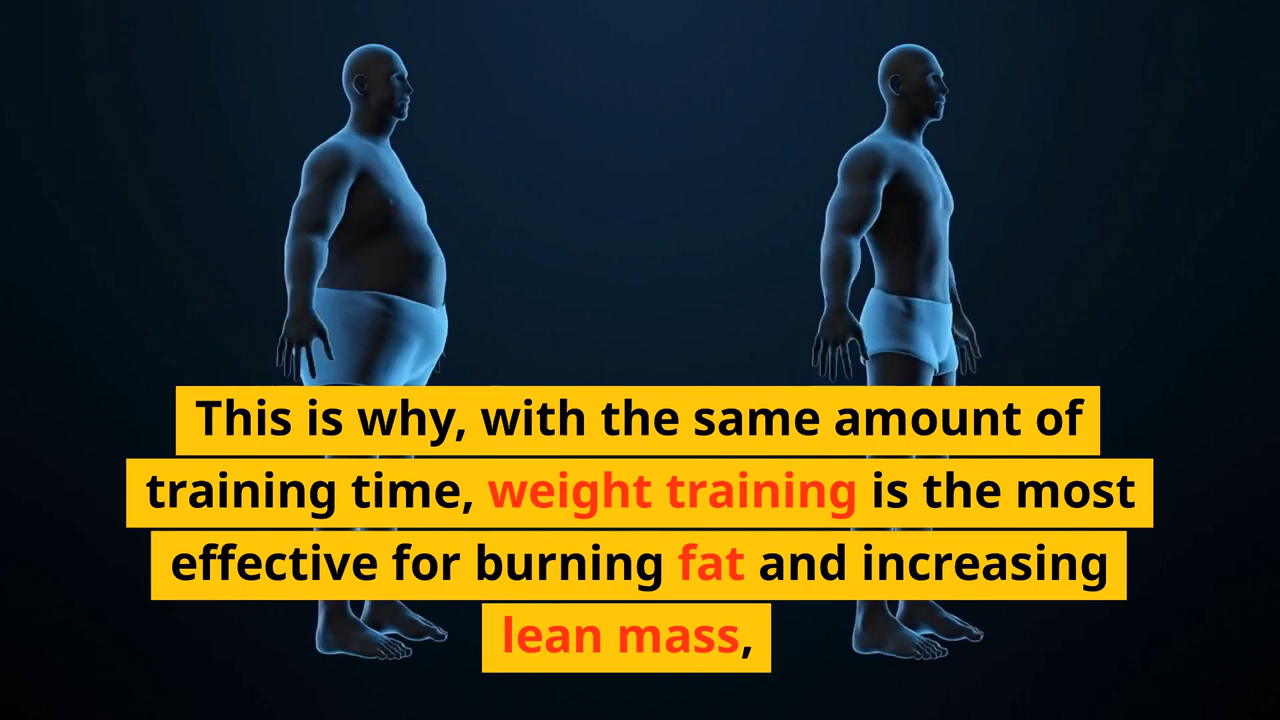 This is why, with the same amount of
training time, weight training is the most
effective for burning fat and increasing
lean mass,